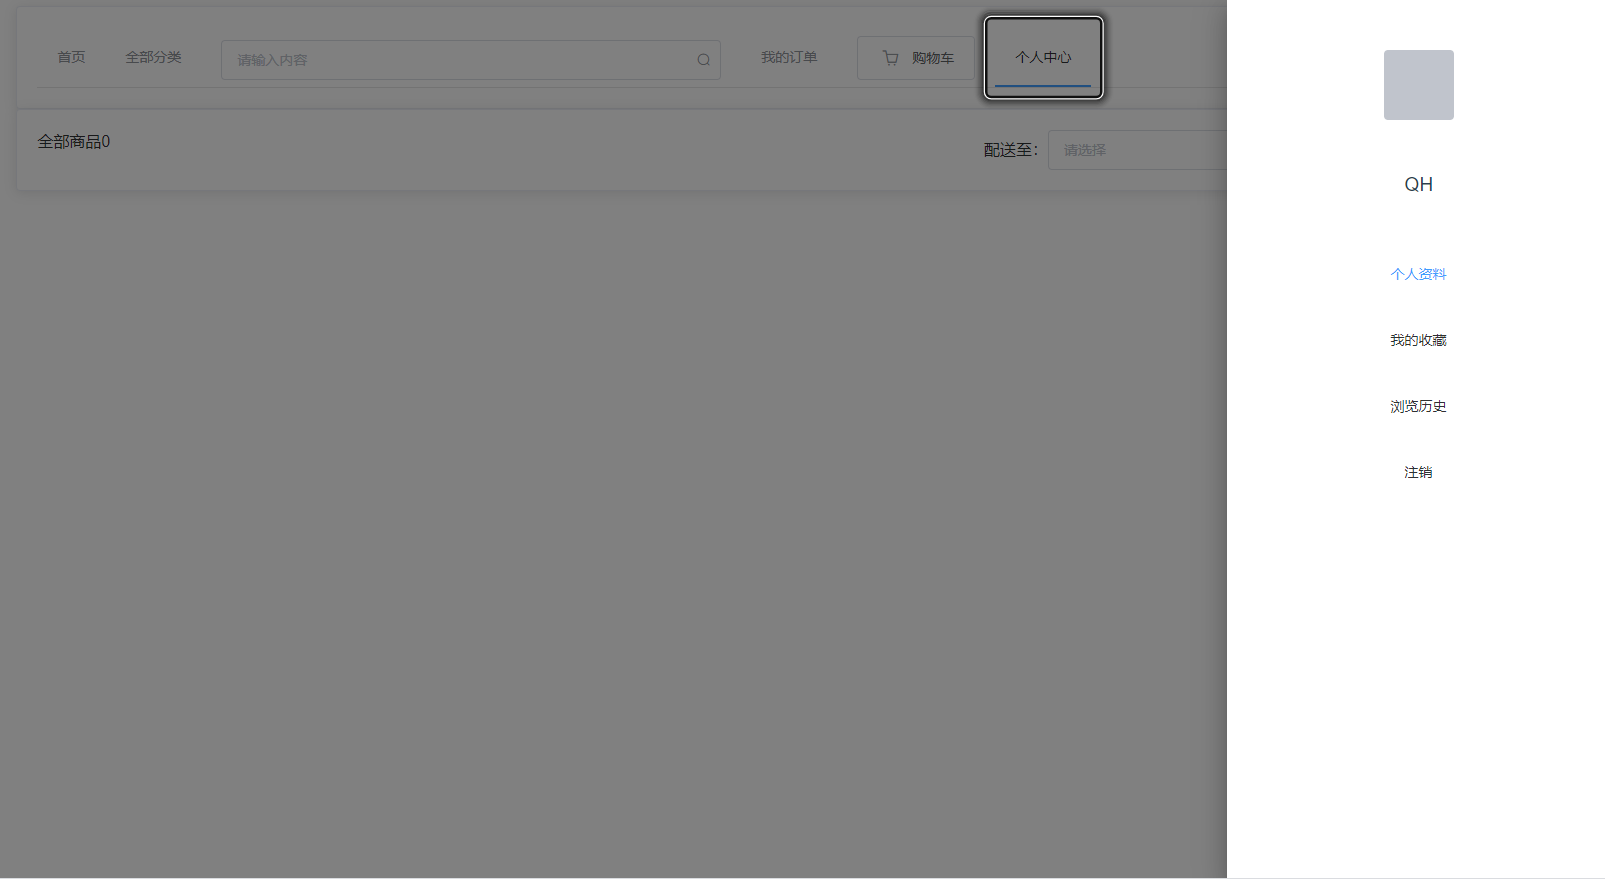 首页 全部分类 请输入内容 我的订单 购物车 个人中心
全部商品0
配送至： 请选择
QH
个人资料
我的收藏
浏览历史
注销